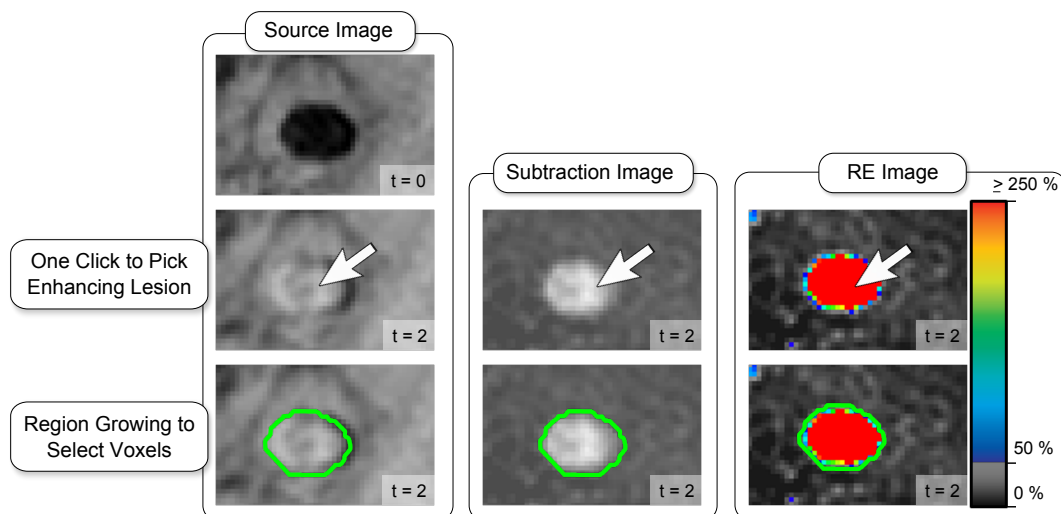 Source Image
t = 0
Subtraction Image
RE Image
≥ 250 %
One Click to Pick
Enhancing Lesion
t = 2
t = 2
t = 2
Region Growing to
Select Voxels
t = 2
t = 2
t = 2
50 %
0 %